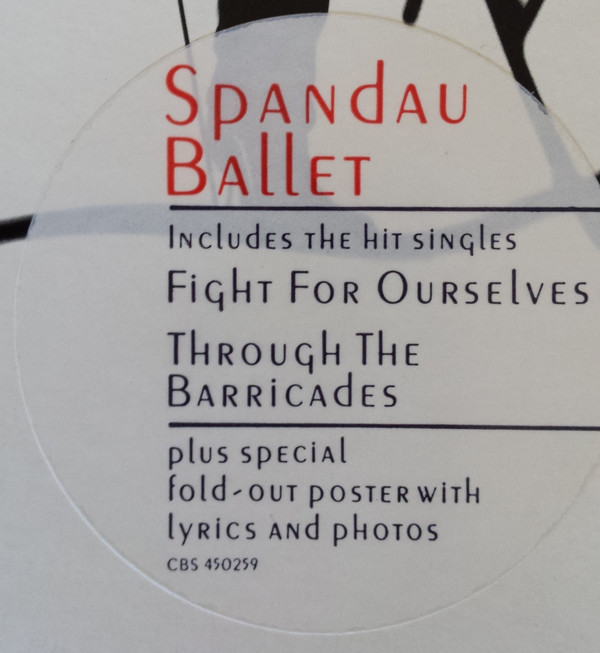 Spandau
Ballet
Includes the hit singles
Fight For Ourselves
Through The
Barricades
plus special
fold-out poster with
lyrics and photos
CBS 450259